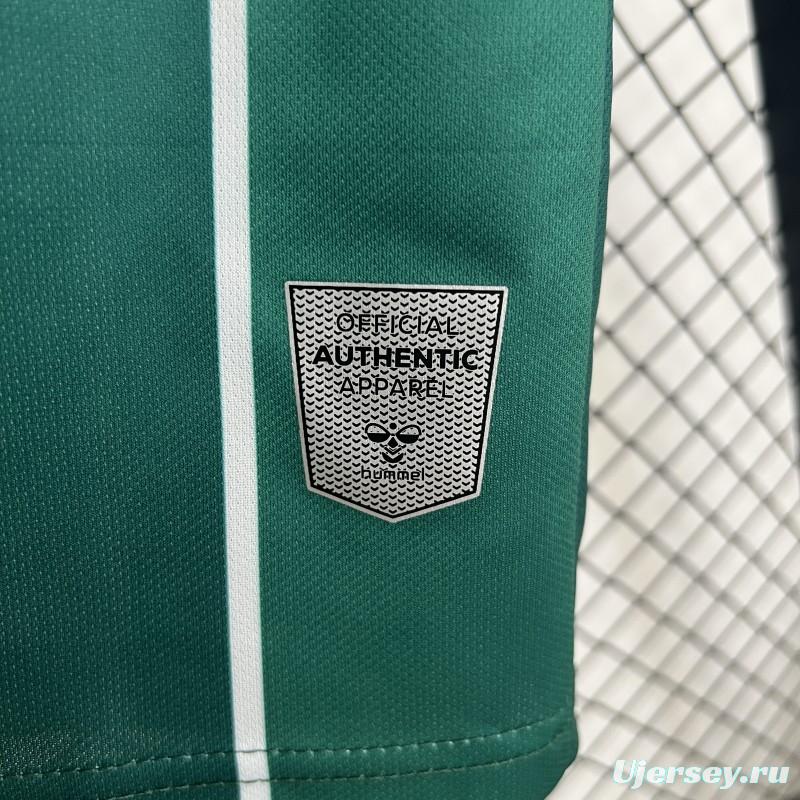 OFFICIAL
AUTHENTIC
APPAREL
hummel
Ujersey.ru